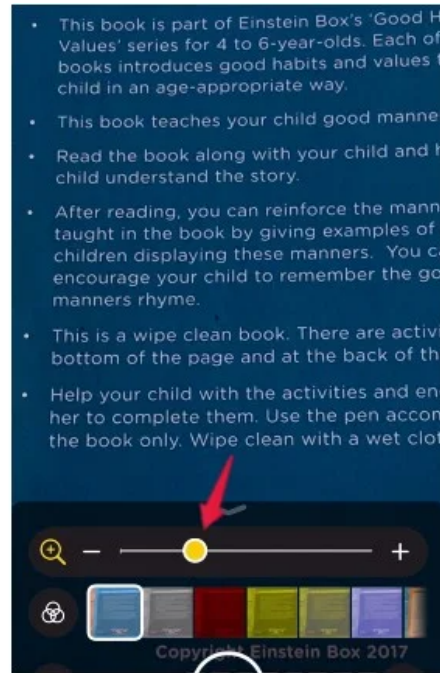 • This book is part of Einstein Box's 'Good H
Values' series for 4 to 6-year-olds. Each of
books introduces good habits and values t
child in an age-appropriate way.
• This book teaches your child good manne
• Read the book along with your child and h
child understand the story.
• After reading, you can reinforce the mann
taught in the book by giving examples of
children displaying these manners. You ca
encourage your child to remember the go
manners rhyme.
• This is a wipe clean book. There are activi
bottom of the page and at the back of th
• Help your child with the activities and en
her to complete them. Use the pen accom
the book only. Wipe clean with a wet clot
Copyright Einstein Box 2017